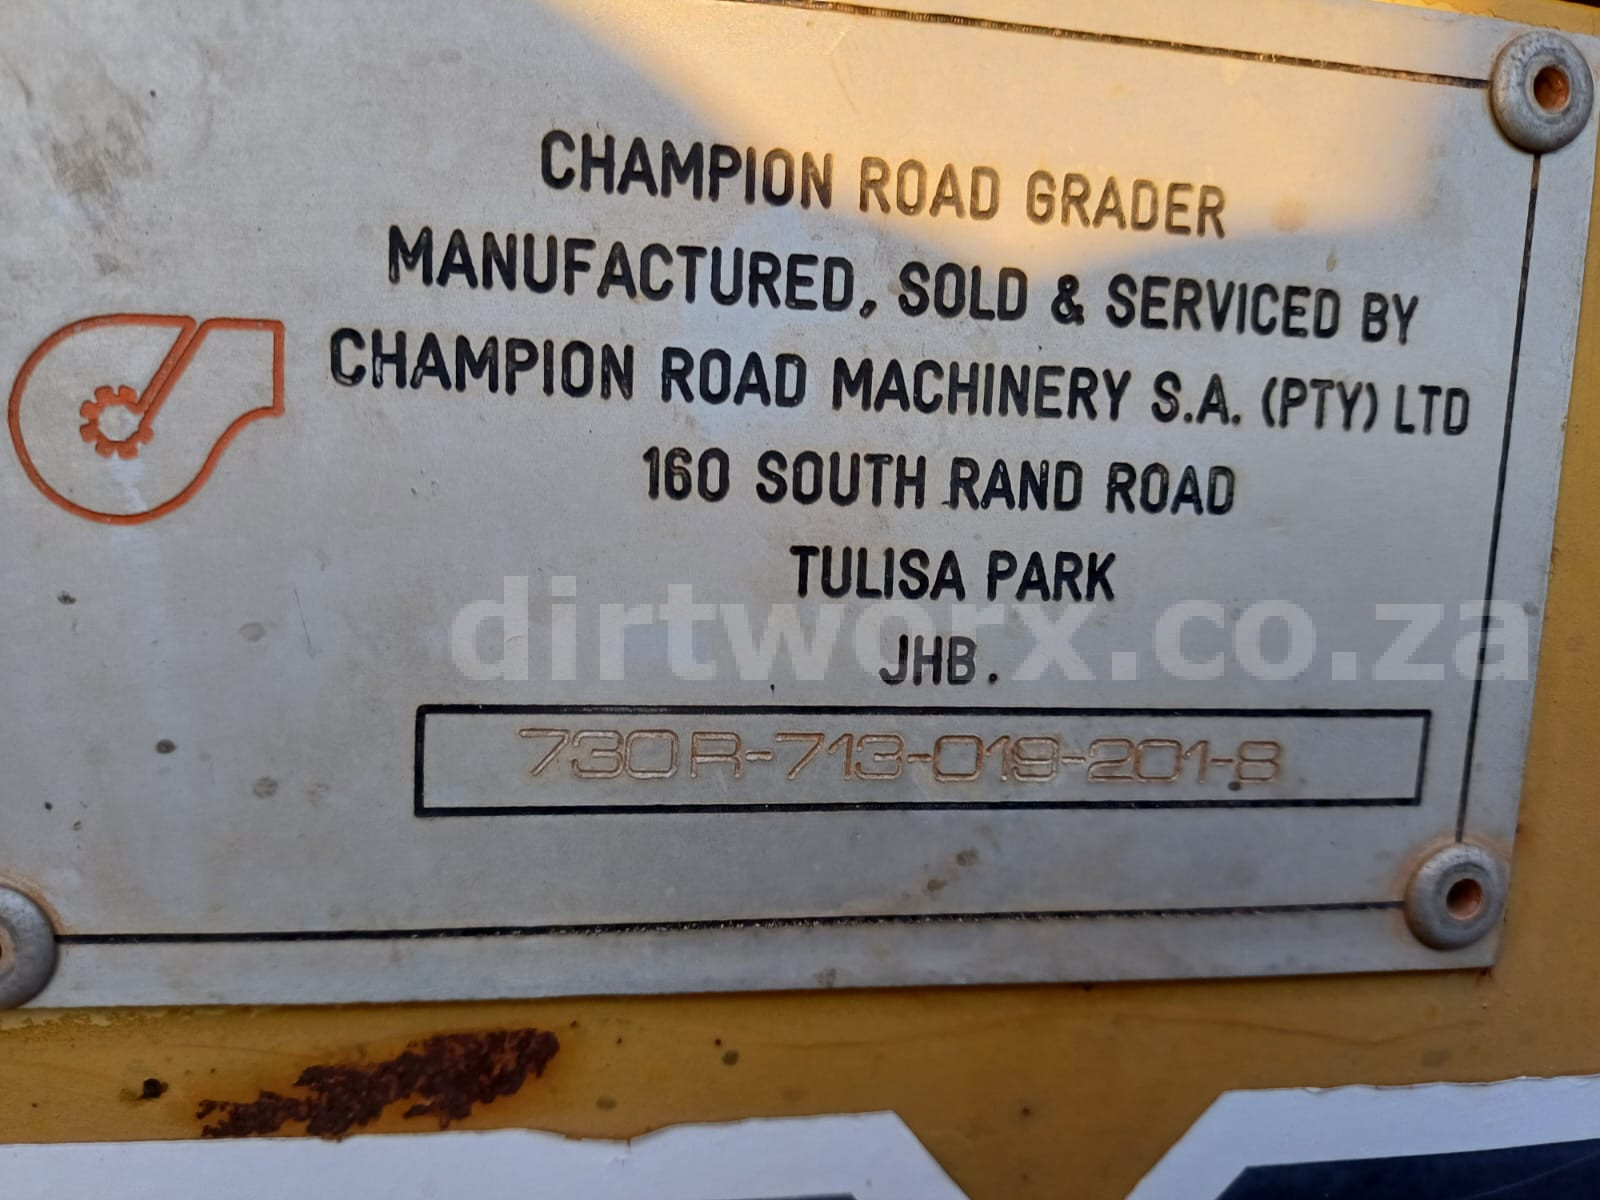 CHAMPION ROAD GRADER
MANUFACTURED, SOLD & SERVICED BY
CHAMPION ROAD MACHINERY S.A. (PTY) LTD
160 SOUTH RAND ROAD
TULISA PARK
dirtworx.co.za
JHB.
730R-713-019-201-8